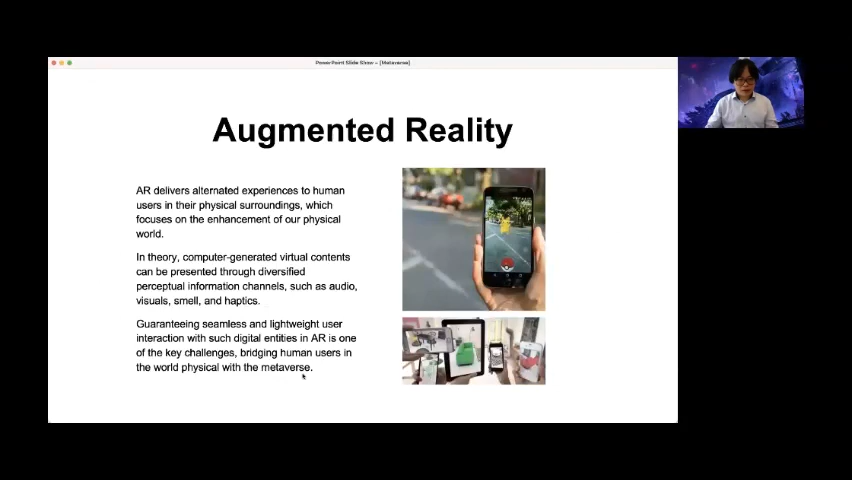 PowerPoint Slide Show - [Metaverse]
Augmented Reality
AR delivers alternated experiences to human
users in their physical surroundings, which
focuses on the enhancement of our physical
world.
In theory, computer-generated virtual contents
can be presented through diversified
perceptual information channels, such as audio,
visuals, smell, and haptics.
Guaranteeing seamless and lightweight user
interaction with such digital entities in AR is one
of the key challenges, bridging human users in
the world physical with the metaverse.